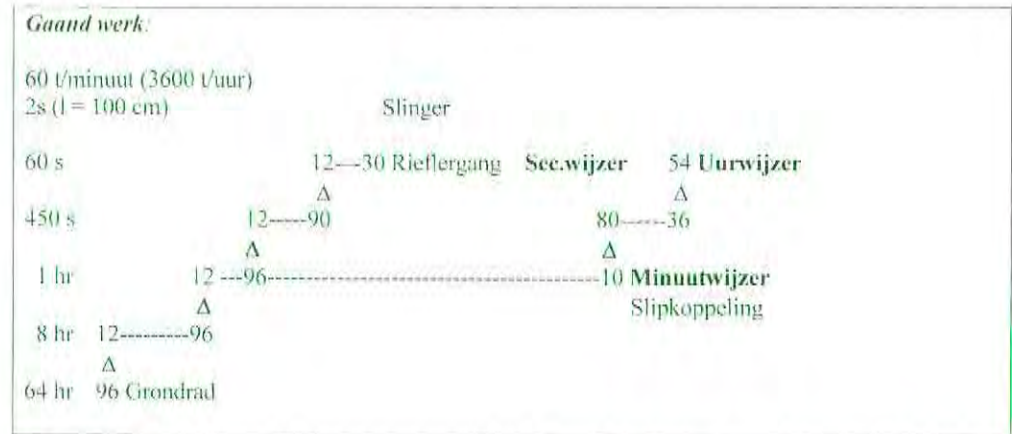 Gaand werk:
60 t/minuut (3600 t/uur)
2s (l = 100 cm) Slinger
60 s 12---30 Rieflergang Sec.wijzer 54 Uurwijzer
Δ Δ
450 s 12-----90 80------36
Δ Δ
1 hr 12 ---96--------------------------------------------10 Minuutwijzer
Δ Slipkoppeling
8 hr 12---------96
Δ
64 hr 96 Grondrad